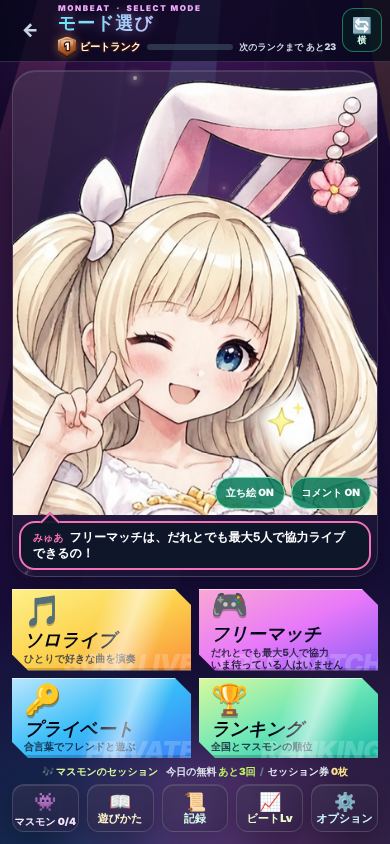 MONBEAT · SELECT MODE
モード選び
1 ビートランク 次のランクまで あと23
横
立ち絵 ON コメント ON
みゅあ フリーマッチは、だれとでも最大5人で協力ライブ
できるの！
ソロライブ
ひとりで好きな曲を演奏
フリーマッチ
だれとでも最大5人で協力
いま待っている人はいません
プライベート
合言葉でフレンドと遊ぶ
PRIVATE
ランキング
全国とマスモンの順位
RANKING
マスモンのセッション 今日の無料 あと3回 / セッション券 0枚
マスモン 0/4
遊びかた
記録
ビートLv
オプション